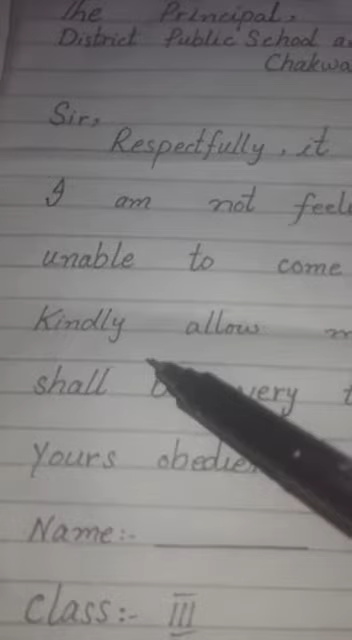 The Principal,
District Public School a
Chakwa
Sir,
Respectfully, it
I am not feel
unable to come
Kindly allow m
shall very t
Yours obedie
Name:- ________
Class:- III